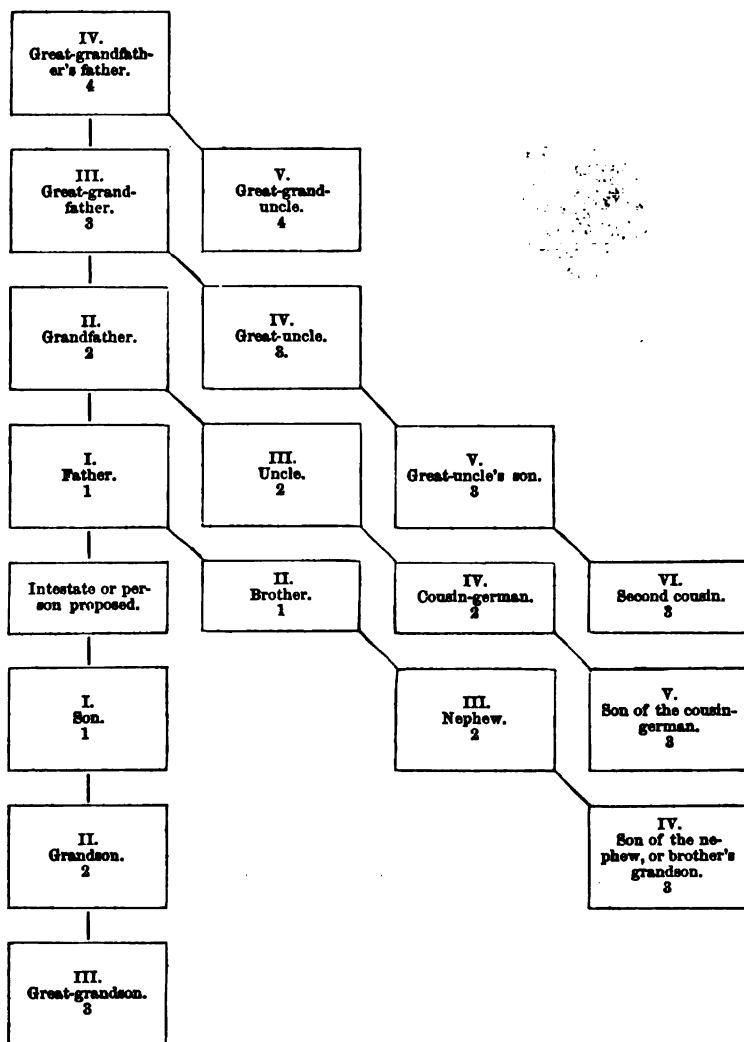 IV.
Great-grandfath-
er's father.
4
III.
Great-grand-
father.
3
V.
Great-grand-
uncle.
4
II.
Grandfather.
2
IV.
Great-uncle.
3.
I.
Father.
1
III.
Uncle.
2
V.
Great-uncle's son.
3
Intestate or per-
son proposed.
II.
Brother.
1
IV.
Cousin-german.
2
VI.
Second cousin.
3
I.
Son.
1
III.
Nephew.
2
V.
Son of the cousin-
german.
3
II.
Grandson.
2
IV.
Son of the ne-
phew, or brother's
grandson.
3
III.
Great-grandson.
3